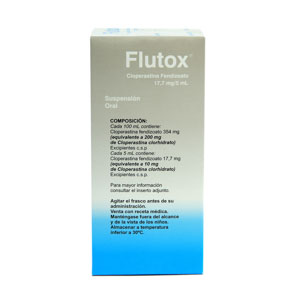 Flutox®
Cloperastina Fendizoato
17,7 mg/5 mL
Suspensión
Oral
COMPOSICIÓN:
Cada 100 mL contiene:
Cloperastina fendizoato 354 mg
(equivalente a 200 mg
de Cloperastina clorhidrato)
Excipientes c.s.p
Cada 5 mL contiene:
Cloperastina fendizoato 17,7 mg
(equivalente a 10 mg
de Cloperastina clorhidrato)
Excipientes c.s.p.
Para mayor información
consultar el inserto adjunto.
Agitar el frasco antes de su
administración.
Venta con receta médica.
Manténgase fuera del alcance
y de la vista de los niños.
Almacenar a temperatura
inferior a 30ºC.